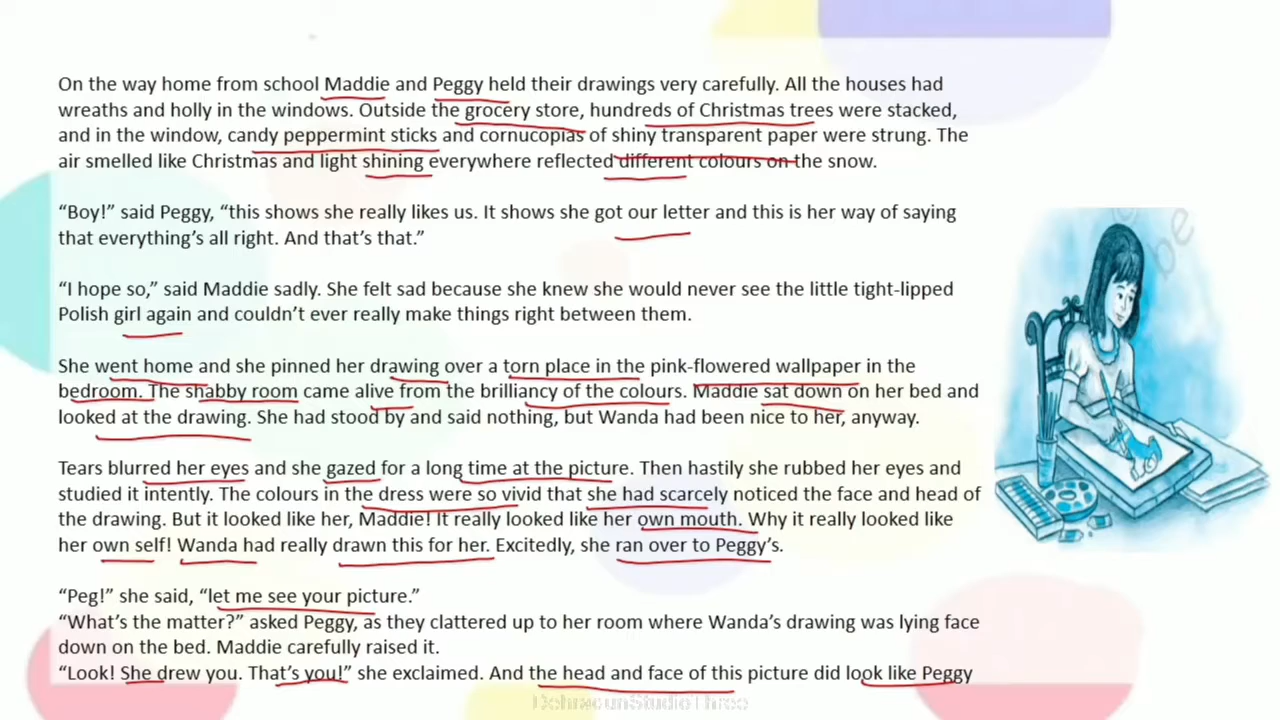 On the way home from school Maddie and Peggy held their drawings very carefully. All the houses had
wreaths and holly in the windows. Outside the grocery store, hundreds of Christmas trees were stacked,
and in the window, candy peppermint sticks and cornucopias of shiny transparent paper were strung. The
air smelled like Christmas and light shining everywhere reflected different colours on the snow.
“Boy!” said Peggy, “this shows she really likes us. It shows she got our letter and this is her way of saying
that everything’s all right. And that’s that.”
“I hope so,” said Maddie sadly. She felt sad because she knew she would never see the little tight-lipped
Polish girl again and couldn’t ever really make things right between them.
She went home and she pinned her drawing over a torn place in the pink-flowered wallpaper in the
bedroom. The shabby room came alive from the brilliancy of the colours. Maddie sat down on her bed and
looked at the drawing. She had stood by and said nothing, but Wanda had been nice to her, anyway.
Tears blurred her eyes and she gazed for a long time at the picture. Then hastily she rubbed her eyes and
studied it intently. The colours in the dress were so vivid that she had scarcely noticed the face and head of
the drawing. But it looked like her, Maddie! It really looked like her own mouth. Why it really looked like
her own self! Wanda had really drawn this for her. Excitedly, she ran over to Peggy’s.
“Peg!” she said, “let me see your picture.”
“What’s the matter?” asked Peggy, as they clattered up to her room where Wanda’s drawing was lying face
down on the bed. Maddie carefully raised it.
“Look! She drew you. That’s you!” she exclaimed. And the head and face of this picture did look like Peggy
be